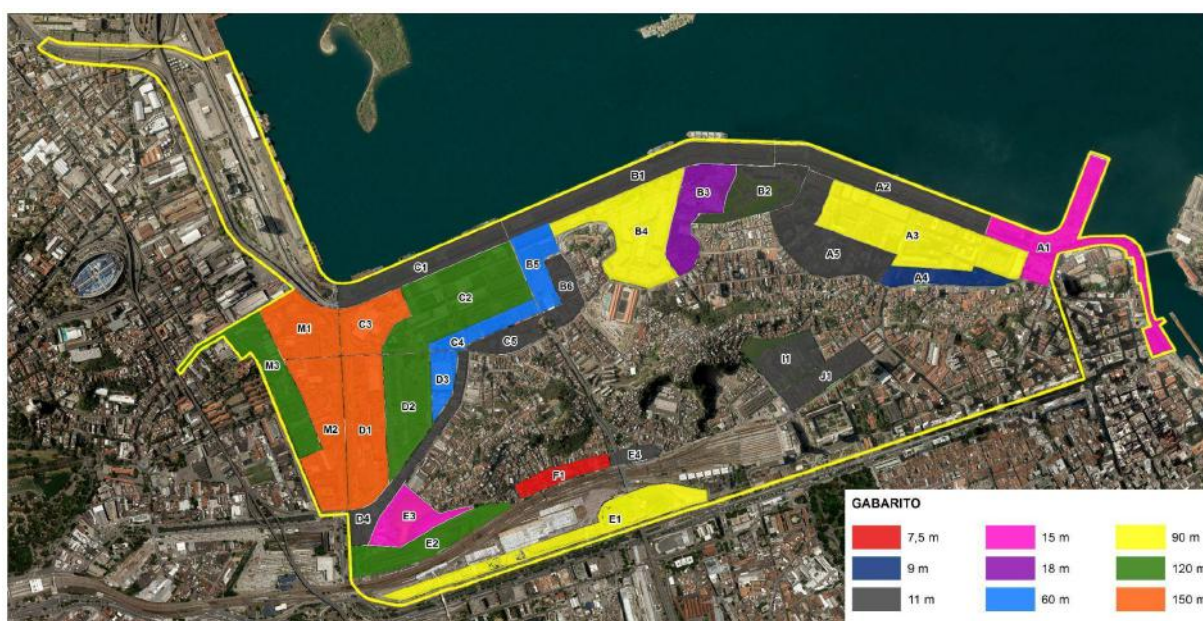 B1
B3
B2
A2
B4
A3
A1
A5
C1
B5
B6
A4
C2
M1
C3
C4
C5
I1
M3
D3
J1
D2
M2
D1
E4
F1
D4
E3
E1
E2
GABARITO
7,5 m
15 m
90 m
9 m
18 m
120 m
11 m
60 m
150 m